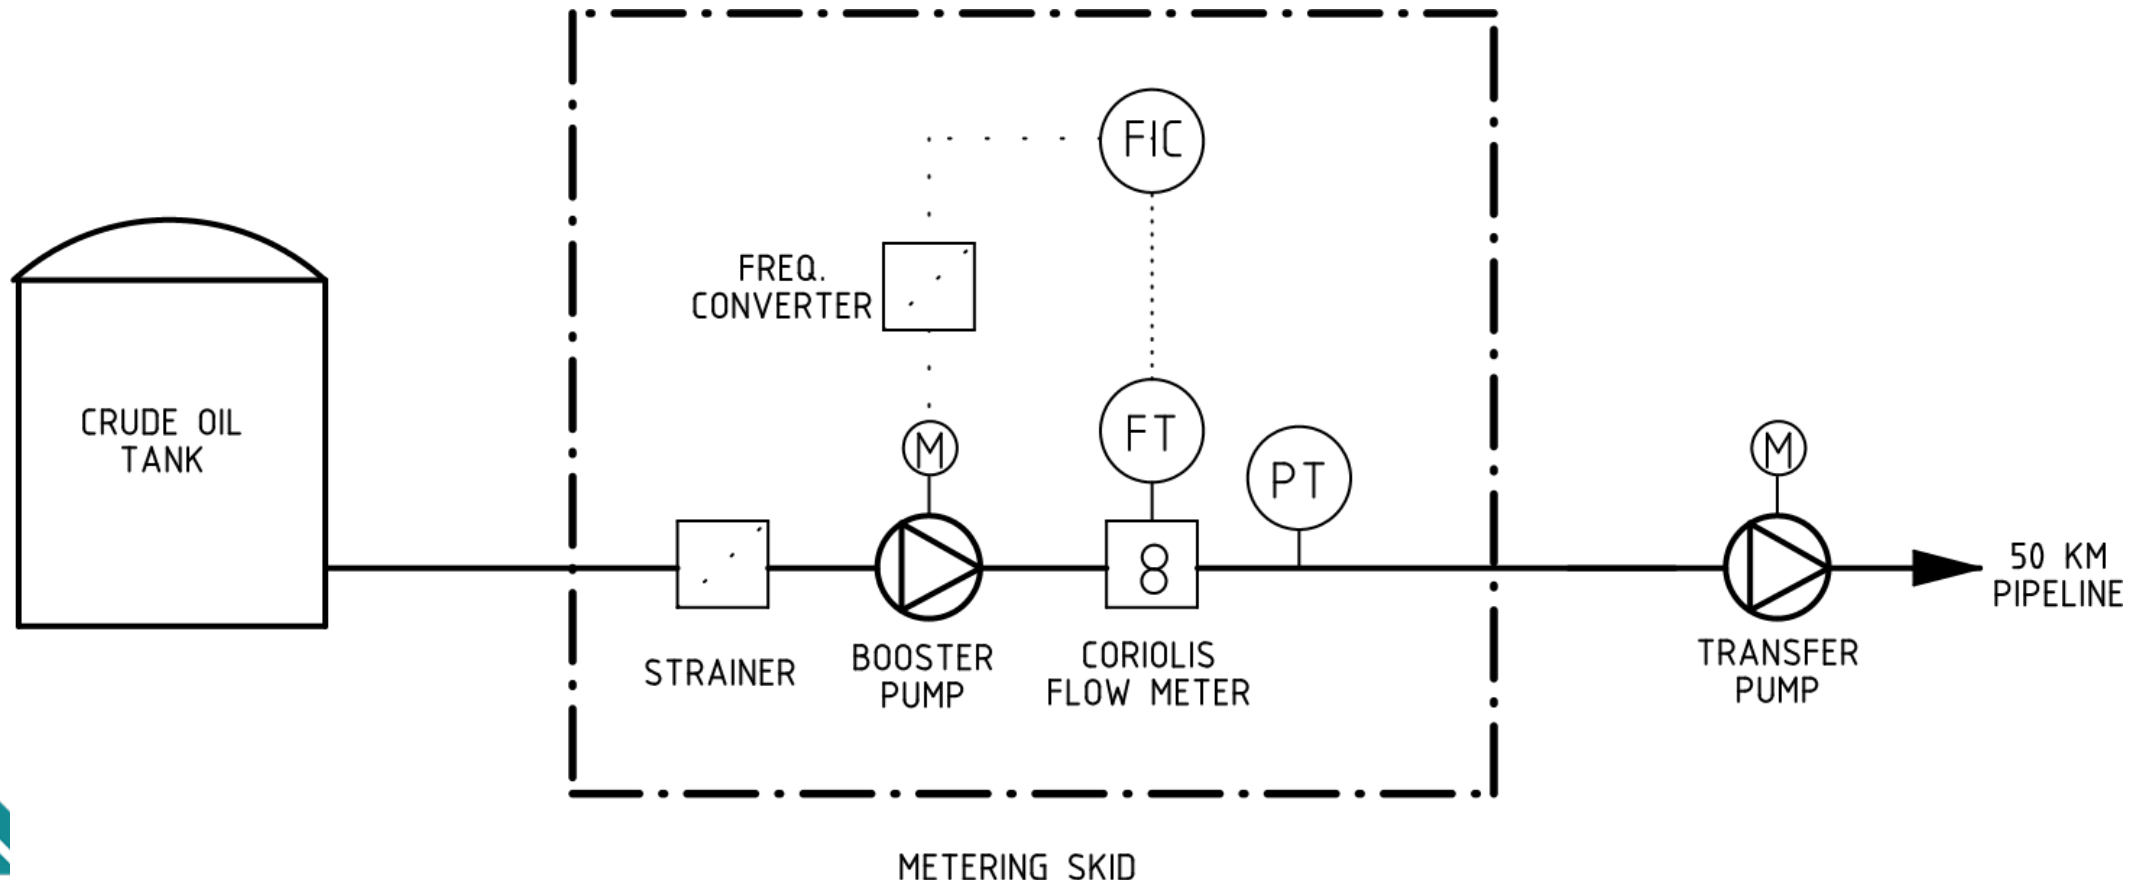 FIC
FREQ.
CONVERTER
CRUDE OIL
TANK
M
FT
PT
M
8
50 KM
PIPELINE
STRAINER
BOOSTER
PUMP
CORIOLIS
FLOW METER
TRANSFER
PUMP
METERING SKID